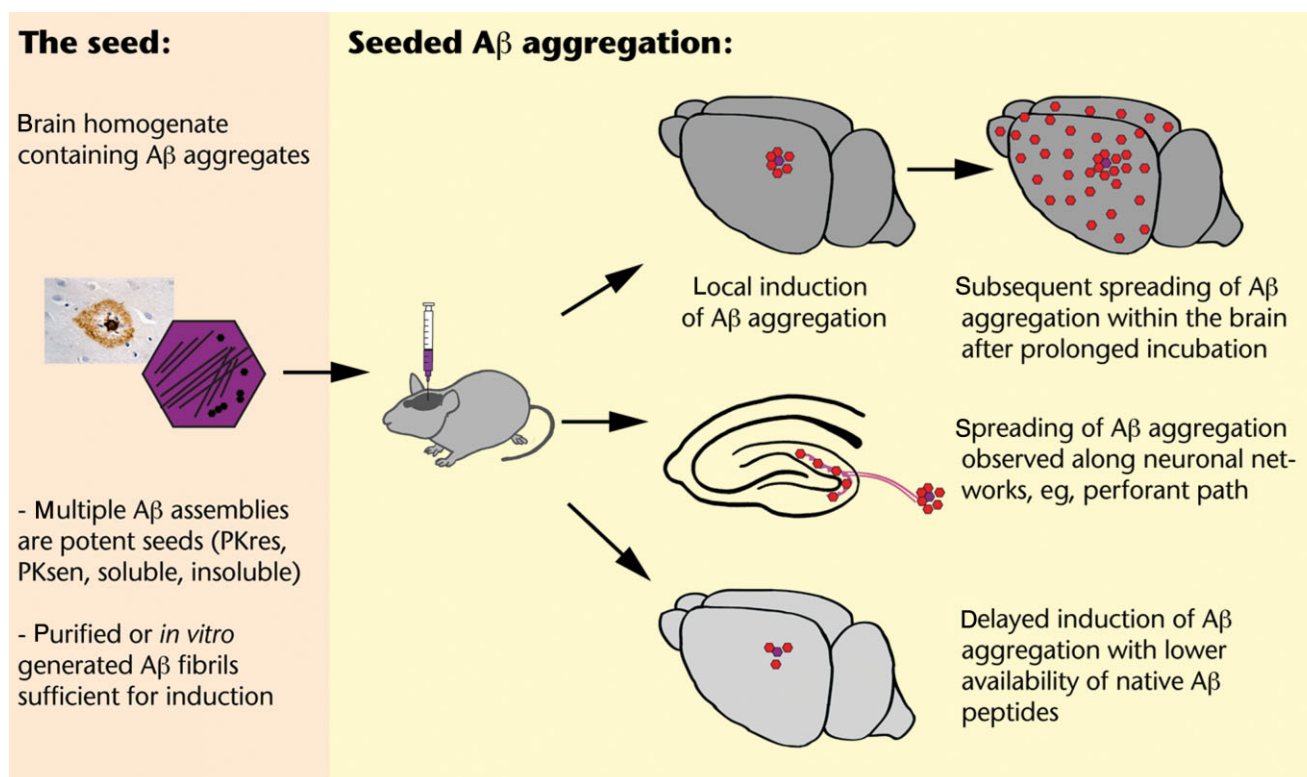 The seed:
Brain homogenate
containing Aβ aggregates
- Multiple Aβ assemblies
are potent seeds (PKres,
PKsen, soluble, insoluble)
- Purified or in vitro
generated Aβ fibrils
sufficient for induction
Seeded Aβ aggregation:
Local induction
of Aβ aggregation
Subsequent spreading of Aβ
aggregation within the brain
after prolonged incubation
Spreading of Aβ aggregation
observed along neuronal net-
works, eg, perforant path
Delayed induction of Aβ
aggregation with lower
availability of native Aβ
peptides